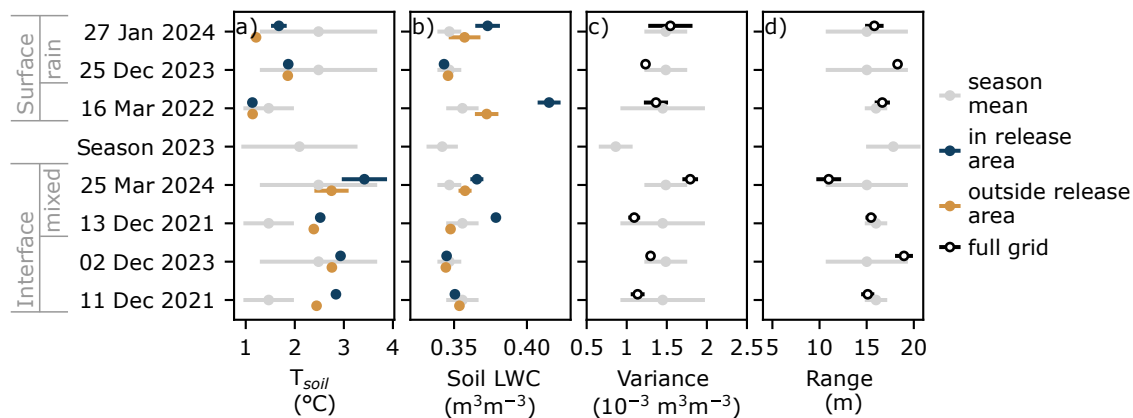 a) b) c) d)
Surface
rain
27 Jan 2024
25 Dec 2023
16 Mar 2022
Season 2023
Interface
mixed
25 Mar 2024
13 Dec 2021
02 Dec 2023
11 Dec 2021
1 2 3 4
T_soil
(°C)
0.35 0.40
Soil LWC
(m³m⁻³)
0.5 1 1.5 2 2.5
Variance
(10⁻³ m³m⁻³)
5 10 15 20
Range
(m)
season
mean
in release
area
outside release
area
full grid